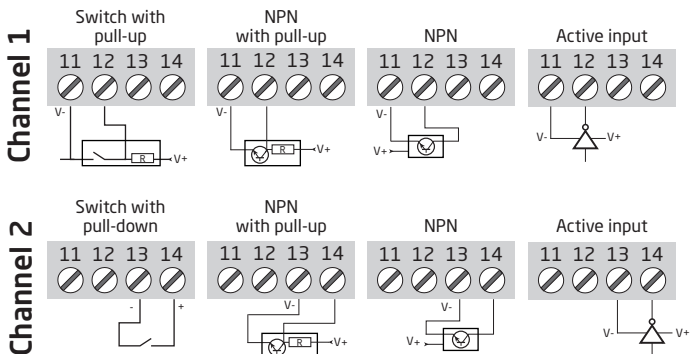 Channel 1
Switch with
pull-up
NPN
with pull-up
NPN
Active input
11 12 13 14
11 12 13 14
11 12 13 14
11 12 13 14
V-
R
V+
V-
R
V+
V-
V+
V-
V+
Channel 2
Switch with
pull-down
NPN
with pull-up
NPN
Active input
11 12 13 14
11 12 13 14
11 12 13 14
11 12 13 14
- +
V-
R
V+
V-
V+
V-
V+